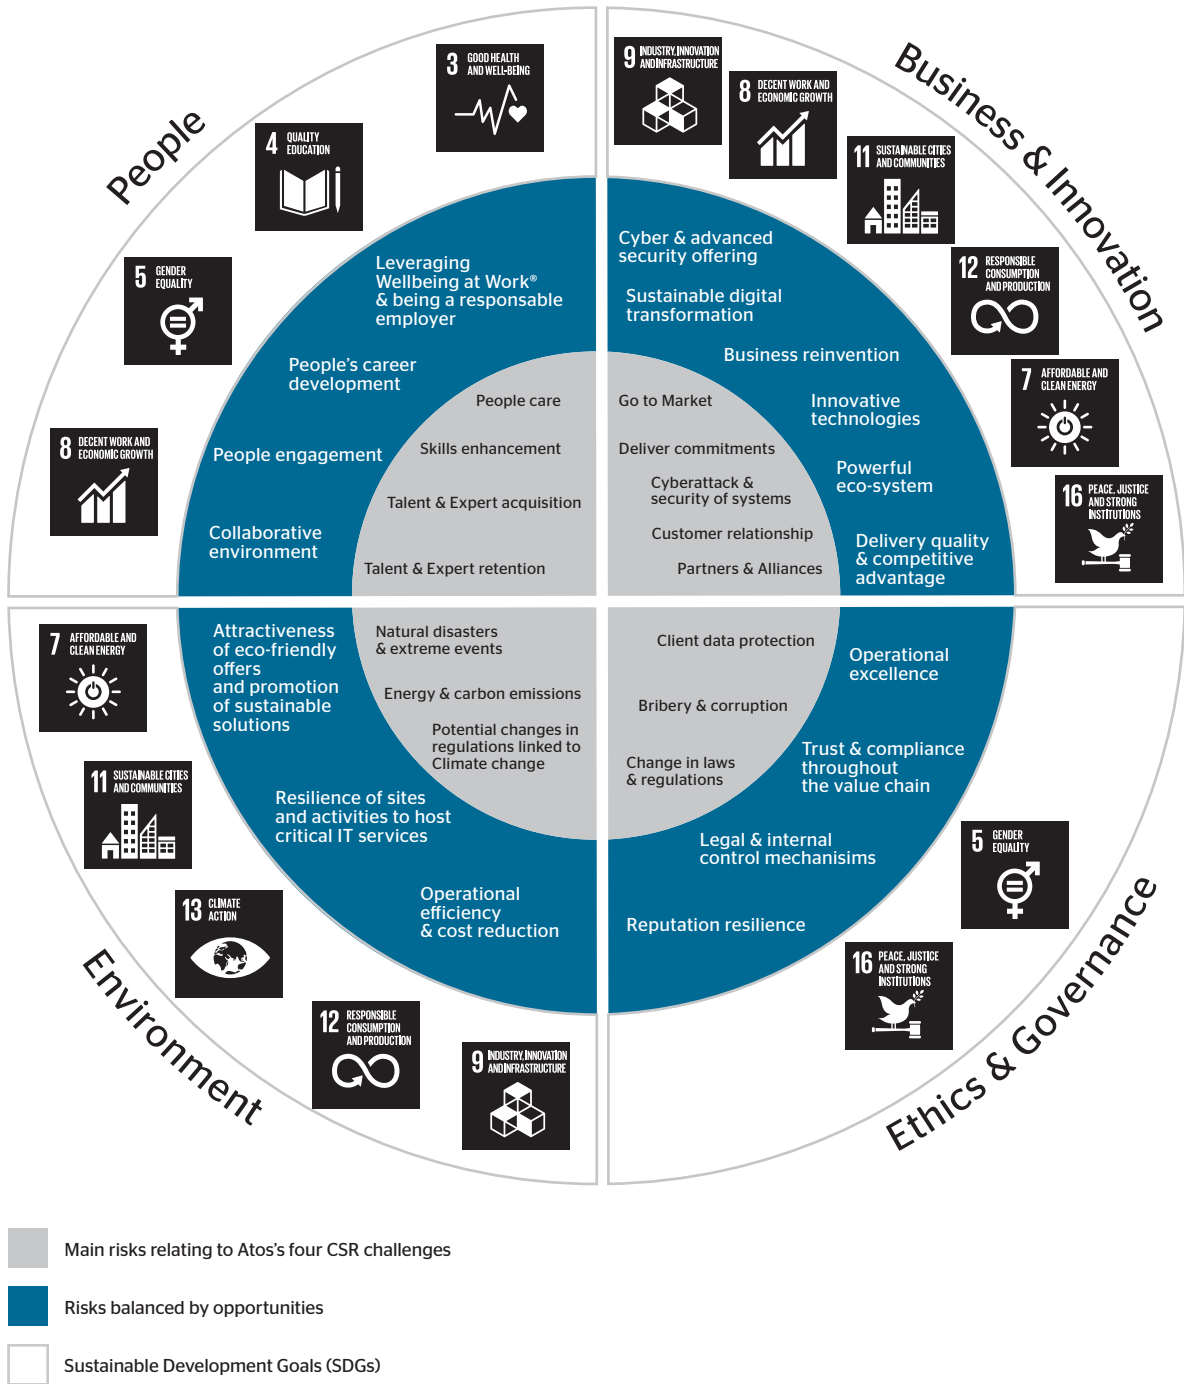 People
3 GOOD HEALTH
AND WELL-BEING
4 QUALITY
EDUCATION
5 GENDER
EQUALITY
8 DECENT WORK AND
ECONOMIC GROWTH
Leveraging
Wellbeing at Work®
& being a responsable
employer
People's career
development
People engagement
Collaborative
environment
People care
Skills enhancement
Talent & Expert acquisition
Talent & Expert retention
Business & Innovation
9 INDUSTRY, INNOVATION
AND INFRASTRUCTURE
8 DECENT WORK AND
ECONOMIC GROWTH
11 SUSTAINABLE CITIES
AND COMMUNITIES
12 RESPONSIBLE
CONSUMPTION
AND PRODUCTION
7 AFFORDABLE AND
CLEAN ENERGY
16 PEACE, JUSTICE
AND STRONG
INSTITUTIONS
Cyber & advanced
security offering
Sustainable digital
transformation
Business reinvention
Innovative
technologies
Powerful
eco-system
Delivery quality
& competitive
advantage
Go to Market
Deliver commitments
Cyberattack &
security of systems
Customer relationship
Partners & Alliances
Environment
7 AFFORDABLE AND
CLEAN ENERGY
11 SUSTAINABLE CITIES
AND COMMUNITIES
13 CLIMATE
ACTION
12 RESPONSIBLE
CONSUMPTION
AND PRODUCTION
9 INDUSTRY, INNOVATION
AND INFRASTRUCTURE
Attractiveness
of eco-friendly
offers
and promotion
of sustainable
solutions
Resilience of sites
and activities to host
critical IT services
Operational
efficiency
& cost reduction
Natural disasters
& extreme events
Energy & carbon emissions
Potential changes in
regulations linked to
Climate change
Ethics & Governance
Client data protection
Bribery & corruption
Change in laws
& regulations
Operational
excellence
Trust & compliance
throughout
the value chain
Legal & internal
control mechanisims
Reputation resilience
5 GENDER
EQUALITY
16 PEACE, JUSTICE
AND STRONG
INSTITUTIONS
Main risks relating to Atos's four CSR challenges
Risks balanced by opportunities
Sustainable Development Goals (SDGs)